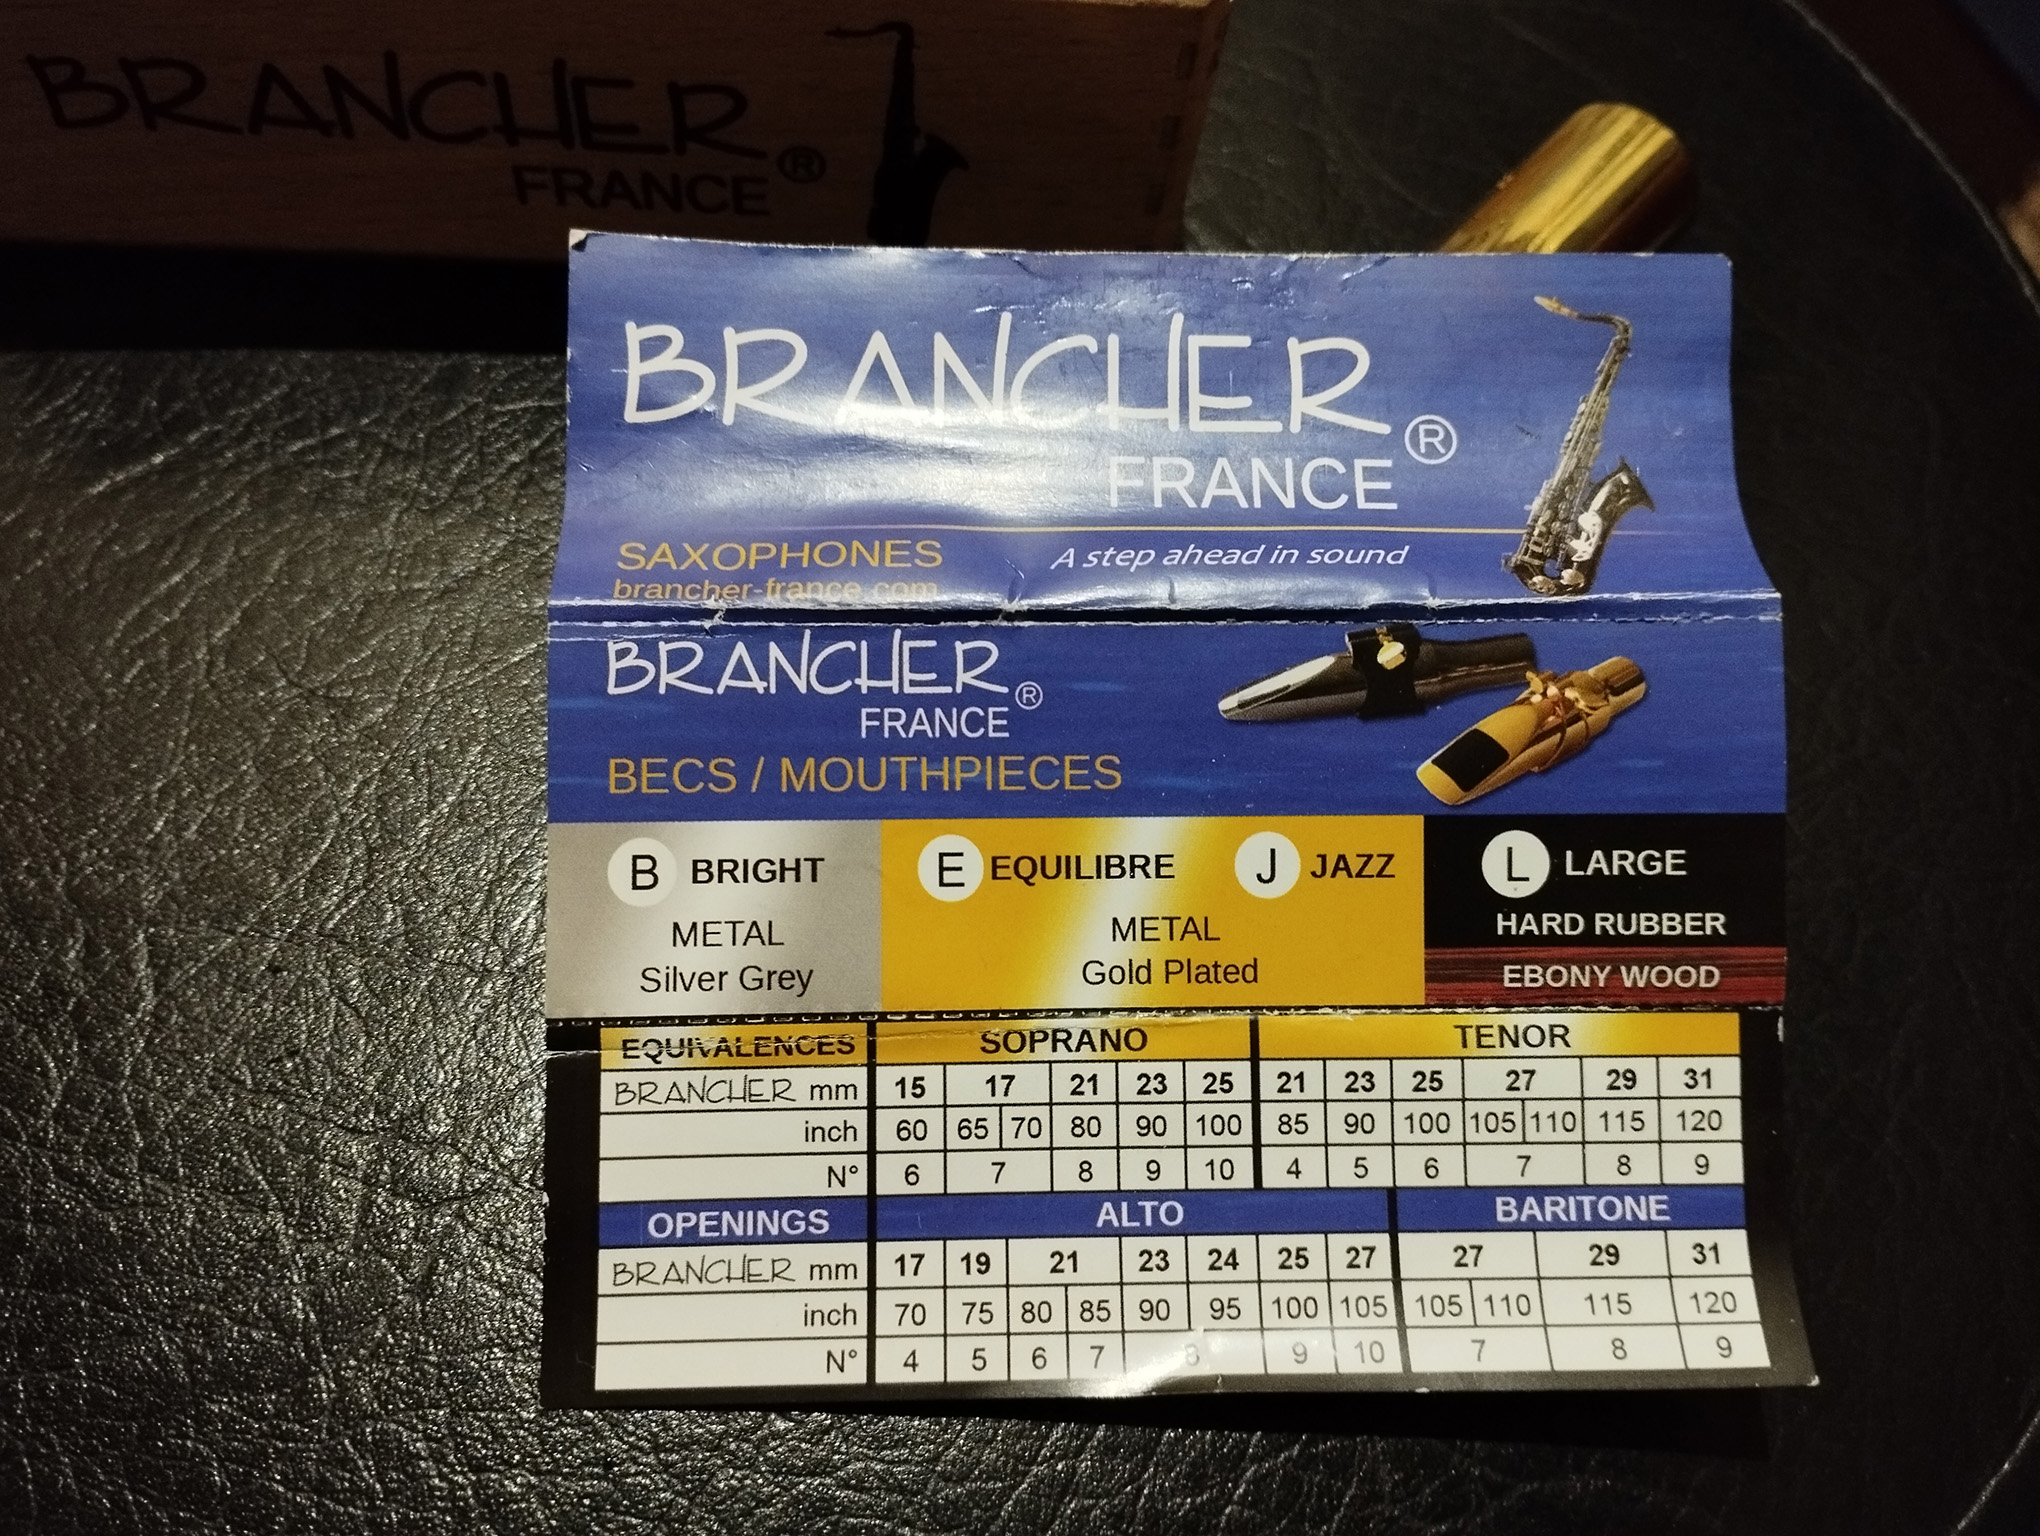 BRANCHER ®
FRANCE
BRANCHER ®
FRANCE
SAXOPHONES A step ahead in sound
brancher-france.com
BRANCHER ®
FRANCE
BECS / MOUTHPIECES
B BRIGHT E EQUILIBRE J JAZZ L LARGE
METAL METAL HARD RUBBER
Silver Grey Gold Plated EBONY WOOD
EQUIVALENCES SOPRANO TENOR
BRANCHER mm 15 17 21 23 25 21 23 25 27 29 31
inch 60 65 70 80 90 100 85 90 100 105 110 115 120
N° 6 7 8 9 10 4 5 6 7 8 9
OPENINGS ALTO BARITONE
BRANCHER mm 17 19 21 23 24 25 27 27 29 31
inch 70 75 80 85 90 95 100 105 105 110 115 120
N° 4 5 6 7 8 9 10 7 8 9